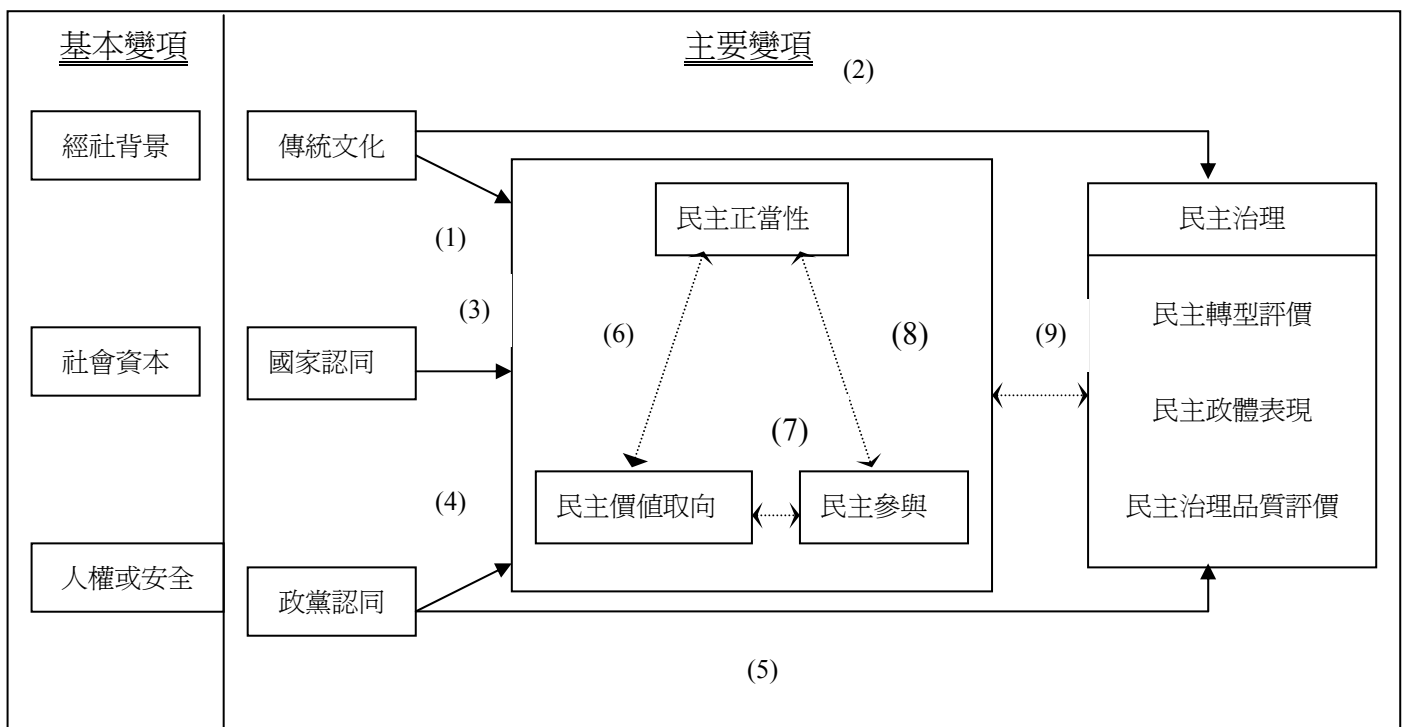 基本變項
主要變項
(2)
經社背景
傳統文化
民主正當性
民主治理
(1)
(3)
(6)
(8)
(9)
民主轉型評價
社會資本
國家認同
民主政體表現
(7)
(4)
民主價值取向
民主參與
民主治理品質評價
人權或安全
政黨認同
(5)